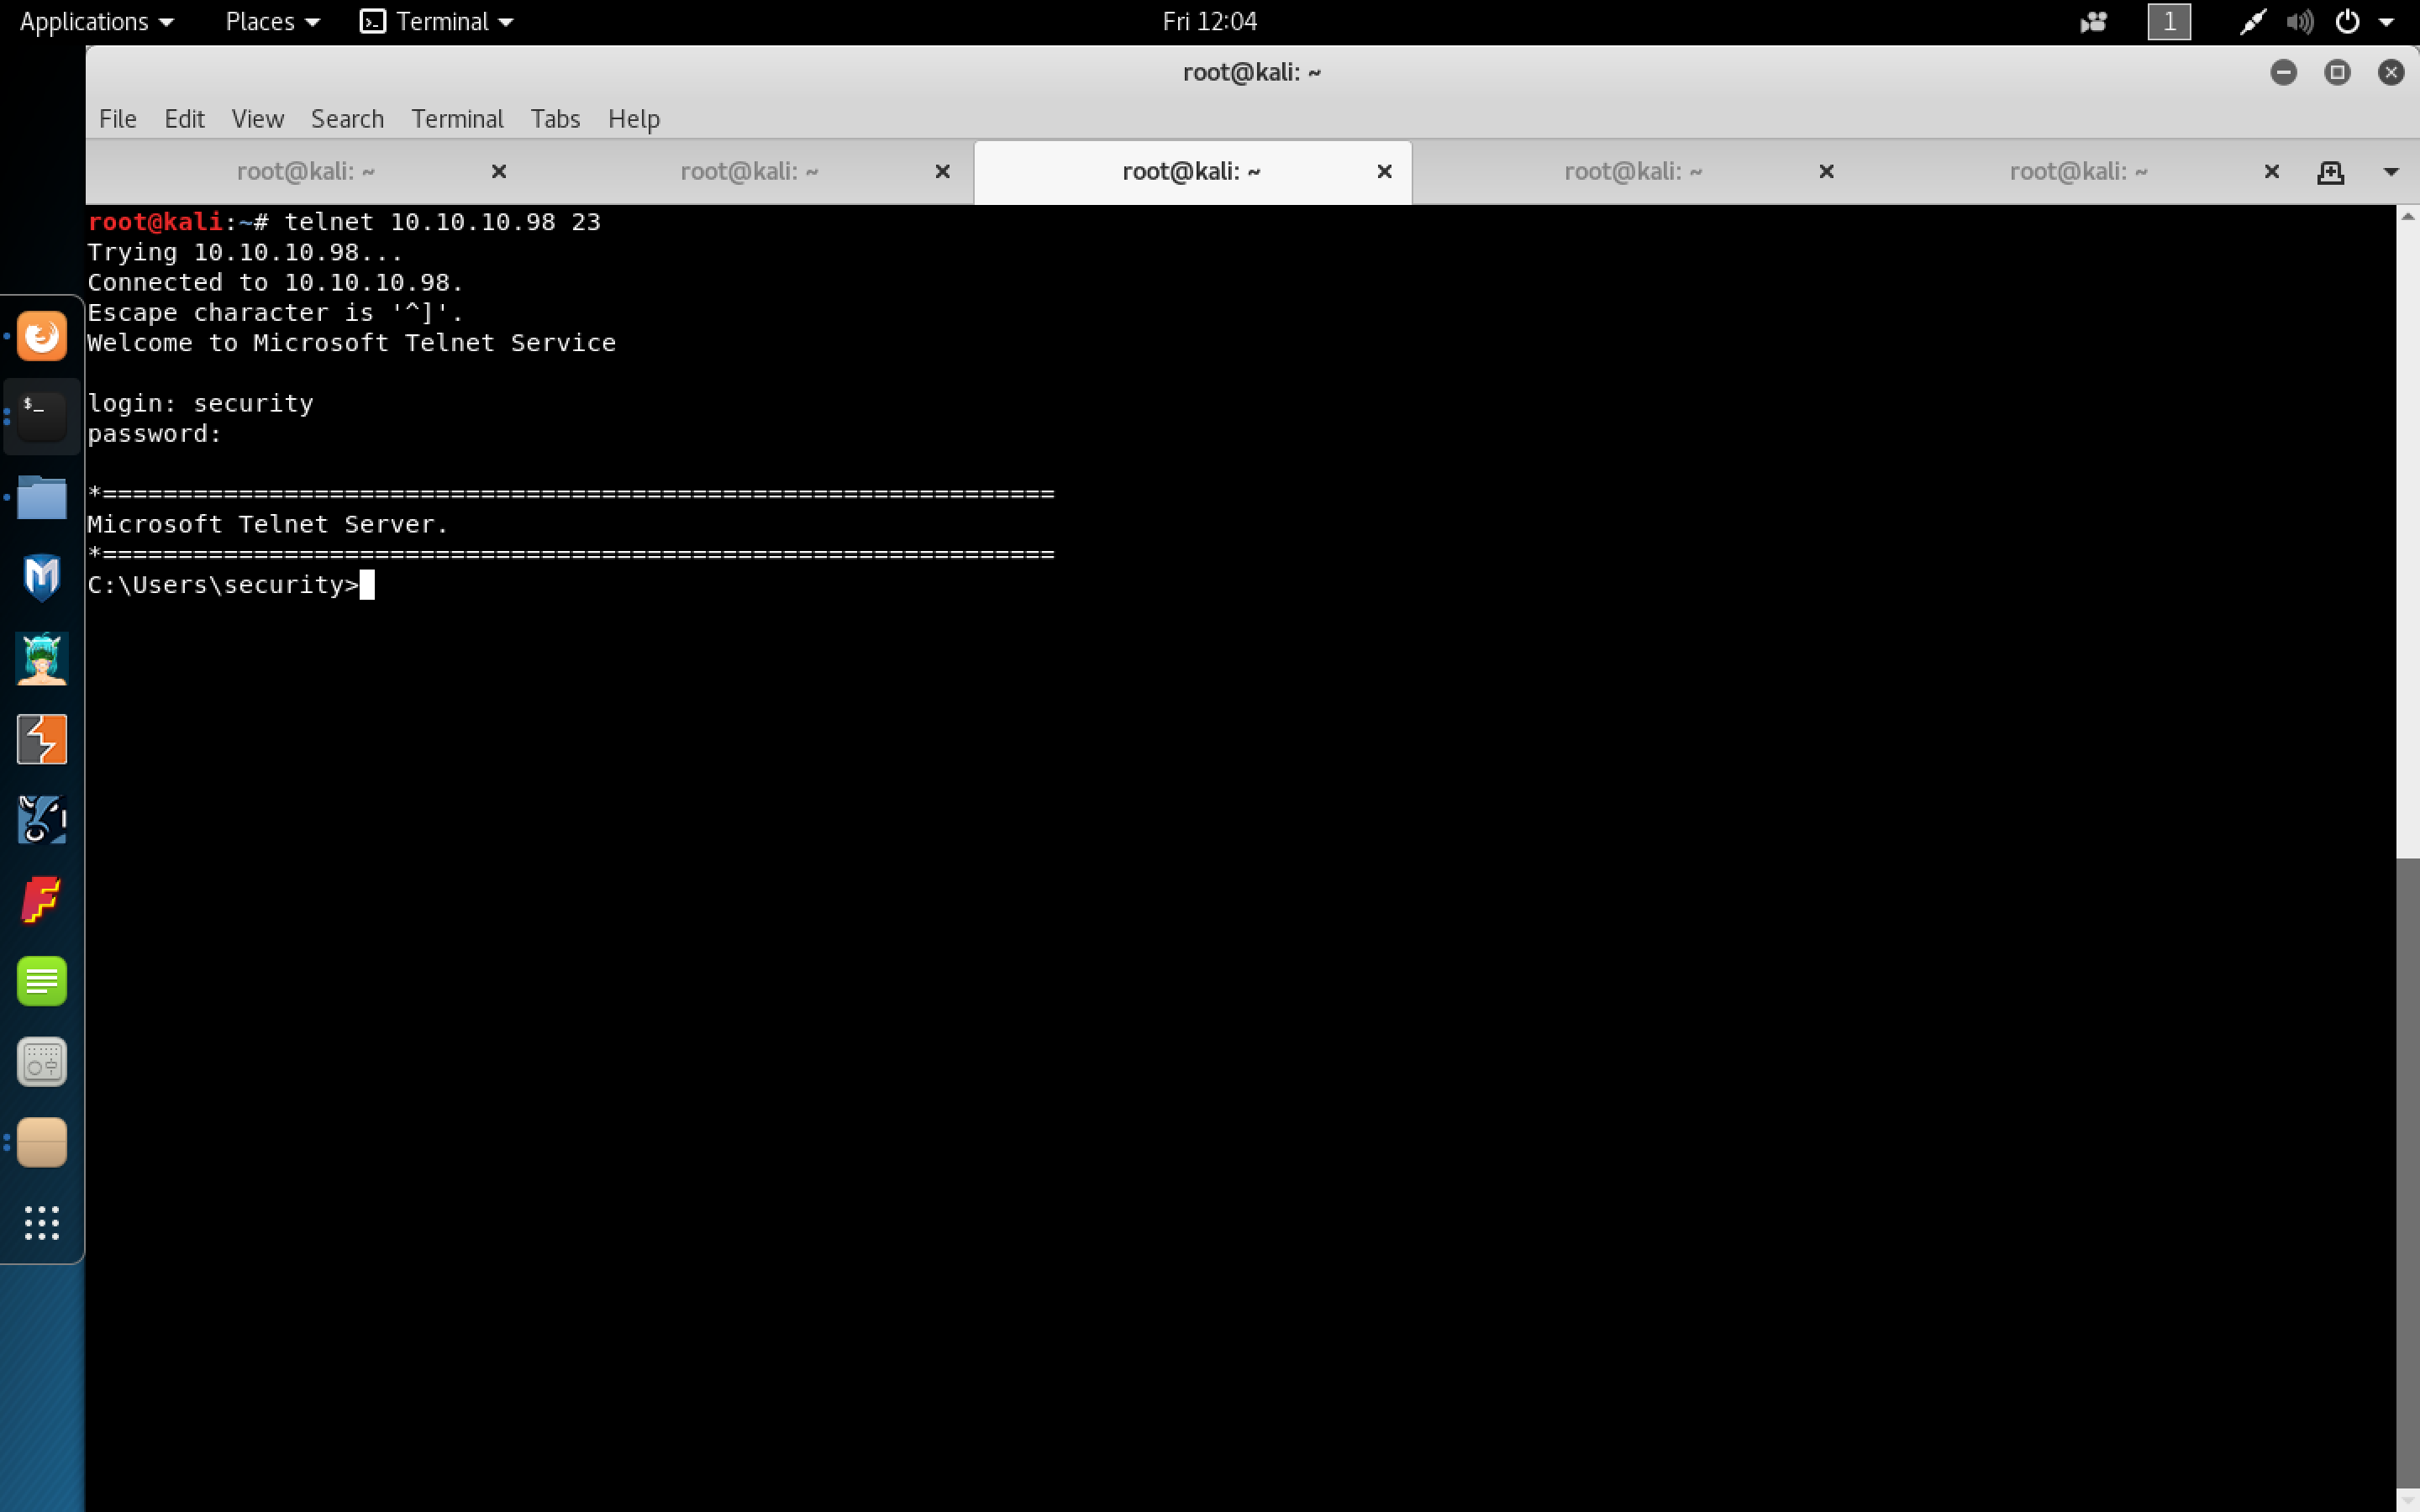 Applications Places Terminal Fri 12:04 1
root@kali: ~
File Edit View Search Terminal Tabs Help
root@kali: ~ root@kali: ~ root@kali: ~ root@kali: ~ root@kali: ~
root@kali:~# telnet 10.10.10.98 23
Trying 10.10.10.98...
Connected to 10.10.10.98.
Escape character is '^]'.
Welcome to Microsoft Telnet Service
login: security
password:
*===============================================================
Microsoft Telnet Server.
*===============================================================
C:\Users\security>